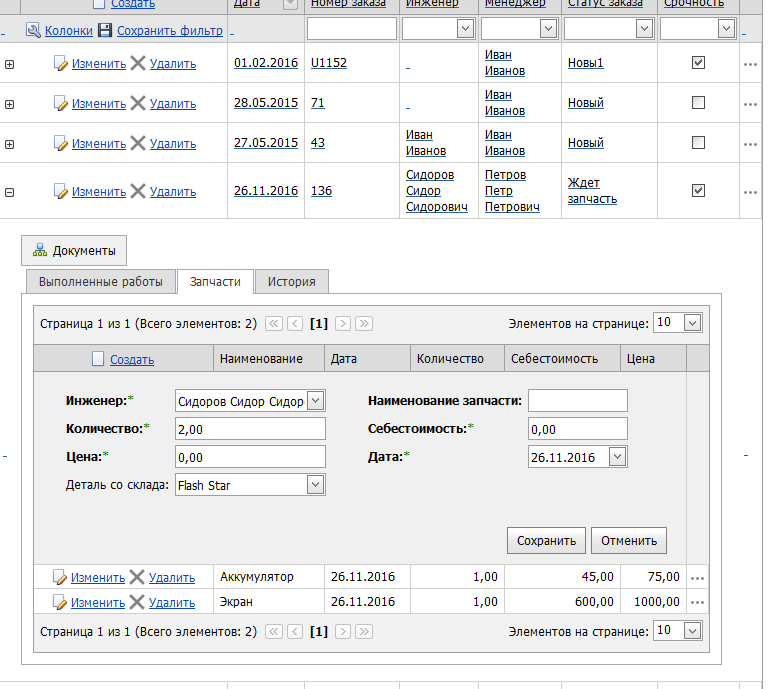 Создать Дата Номер заказа Инженер Менеджер Статус заказа Срочность
Колонки Сохранить фильтр
Изменить Удалить 01.02.2016 U1152 Иван Иванов Новы1
Изменить Удалить 28.05.2015 71 Иван Иванов Новый
Изменить Удалить 27.05.2015 43 Иван Иванов Иван Иванов Новый
Изменить Удалить 26.11.2016 136 Сидоров Сидор Сидорович Петров Петр Петрович Ждет запчасть
Документы
Выполненные работы Запчасти История
Страница 1 из 1 (Всего элементов: 2) [1] Элементов на странице: 10
Создать Наименование Дата Количество Себестоимость Цена
Инженер:* Сидоров Сидор Сидор Наименование запчасти:
Количество:* 2,00 Себестоимость:* 0,00
Цена:* 0,00 Дата:* 26.11.2016
Деталь со склада: Flash Star
Сохранить Отменить
Изменить Удалить Аккумулятор 26.11.2016 1,00 45,00 75,00
Изменить Удалить Экран 26.11.2016 1,00 600,00 1000,00
Страница 1 из 1 (Всего элементов: 2) [1] Элементов на странице: 10